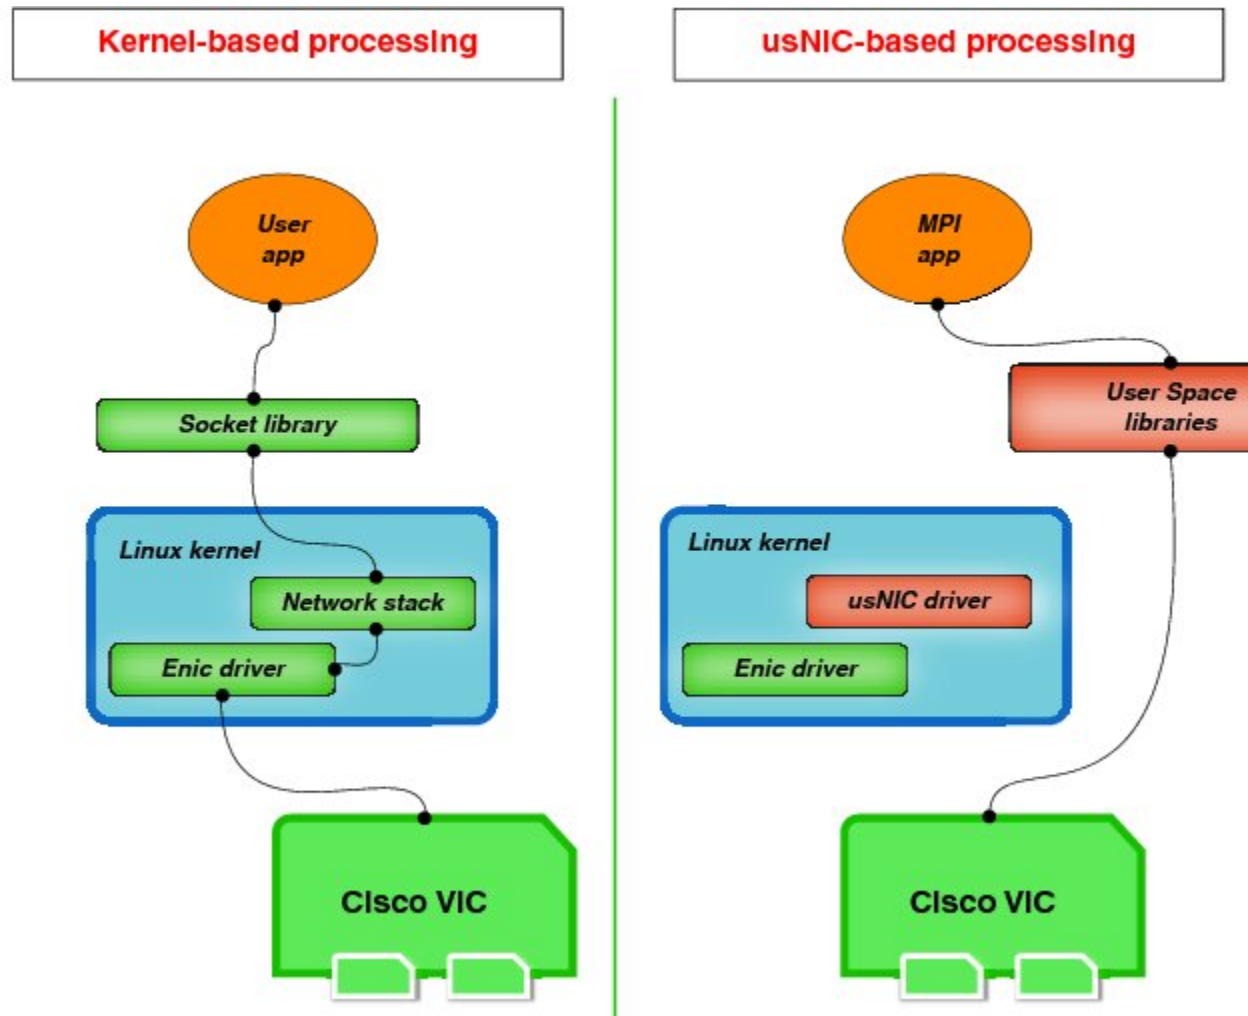 Kernel-based processing
User
app
Socket library
Linux kernel
Network stack
Enic driver
Cisco VIC
usNIC-based processing
MPI
app
User Space
libraries
Linux kernel
usNIC driver
Enic driver
Cisco VIC